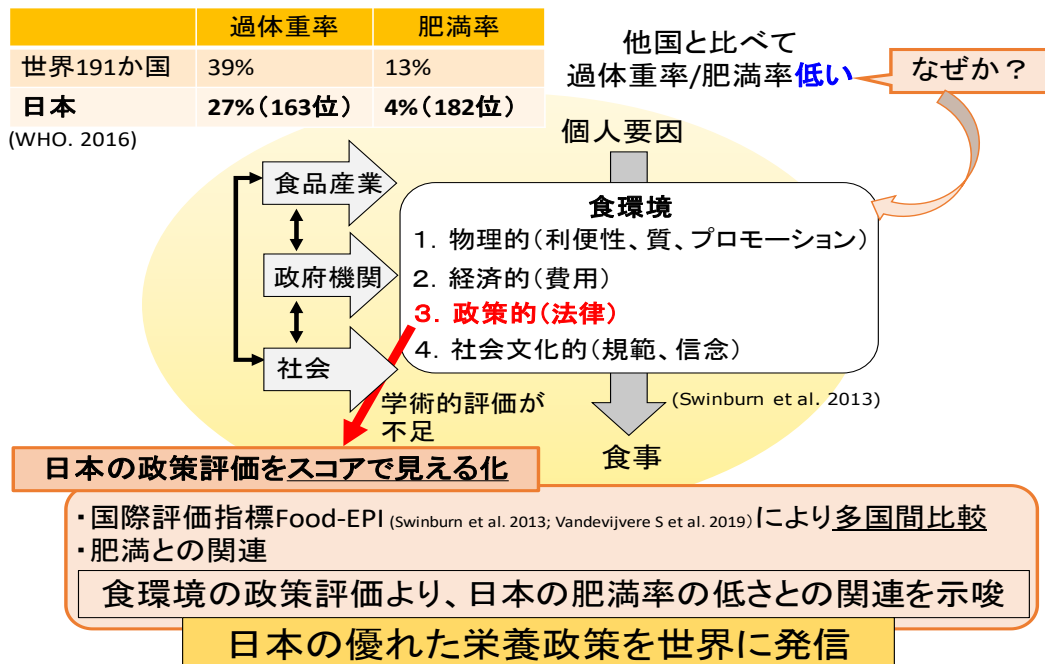 過体重率 肥満率
世界191か国 39% 13%
日本 27%(163位) 4%(182位)
(WHO. 2016)
他国と比べて
過体重率/肥満率低い
なぜか？
個人要因
食品産業
政府機関
社会
食環境
1. 物理的(利便性、質、プロモーション)
2. 経済的(費用)
3. 政策的(法律)
4. 社会文化的(規範、信念)
学術的評価が
不足
(Swinburn et al. 2013)
食事
日本の政策評価をスコアで見える化
・国際評価指標Food-EPI (Swinburn et al. 2013; Vandevijvere S et al. 2019)により多国間比較
・肥満との関連
食環境の政策評価より、日本の肥満率の低さとの関連を示唆
日本の優れた栄養政策を世界に発信